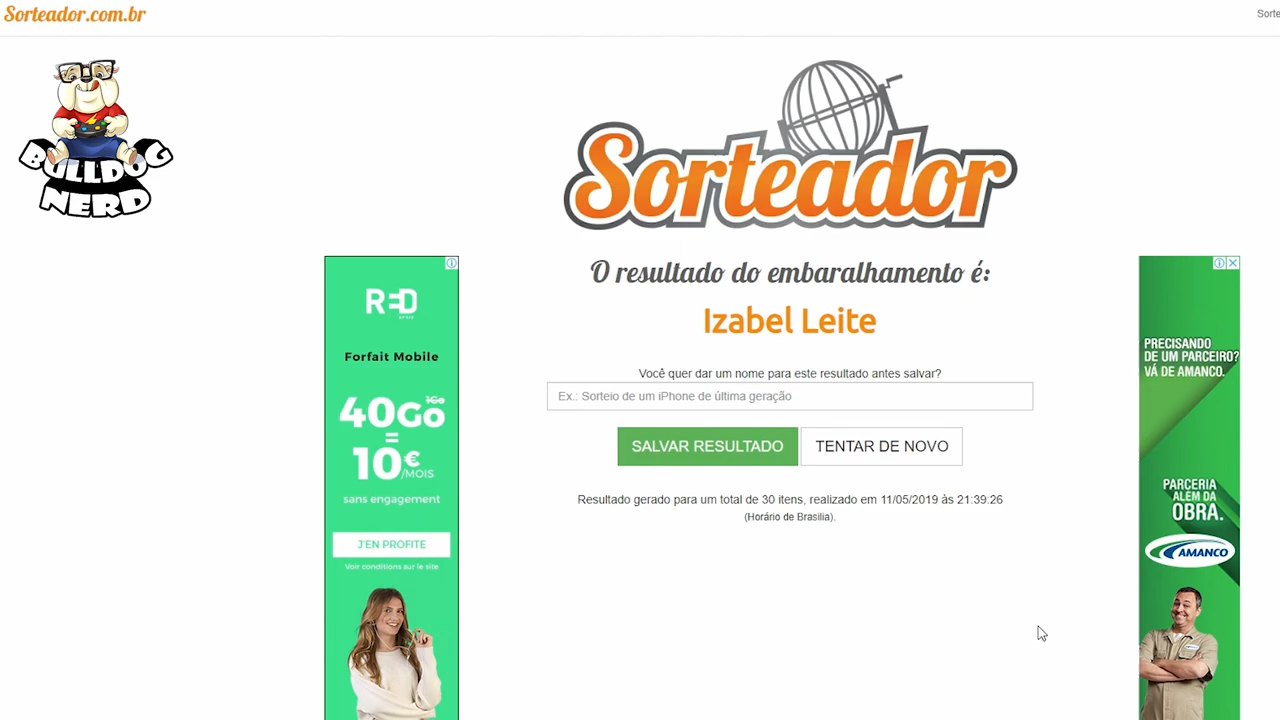 Sorteador.com.br
Sorte
BULLDOG
NERD
Sorteador
O resultado do embaralhamento é:
Izabel Leite
Você quer dar um nome para este resultado antes salvar?
Ex.: Sorteio de um iPhone de última geração
SALVAR RESULTADO
TENTAR DE NOVO
Resultado gerado para um total de 30 itens, realizado em 11/05/2019 às 21:39:26
(Horário de Brasilia).
RED
Forfait Mobile
1Go
40Go
=
10€
/MOIS
sans engagement
J'EN PROFITE
Voir conditions sur le site
PRECISANDO
DE UM PARCEIRO?
VÁ DE AMANCO.
PARCERIA
ALÉM DA
OBRA.
AMANCO